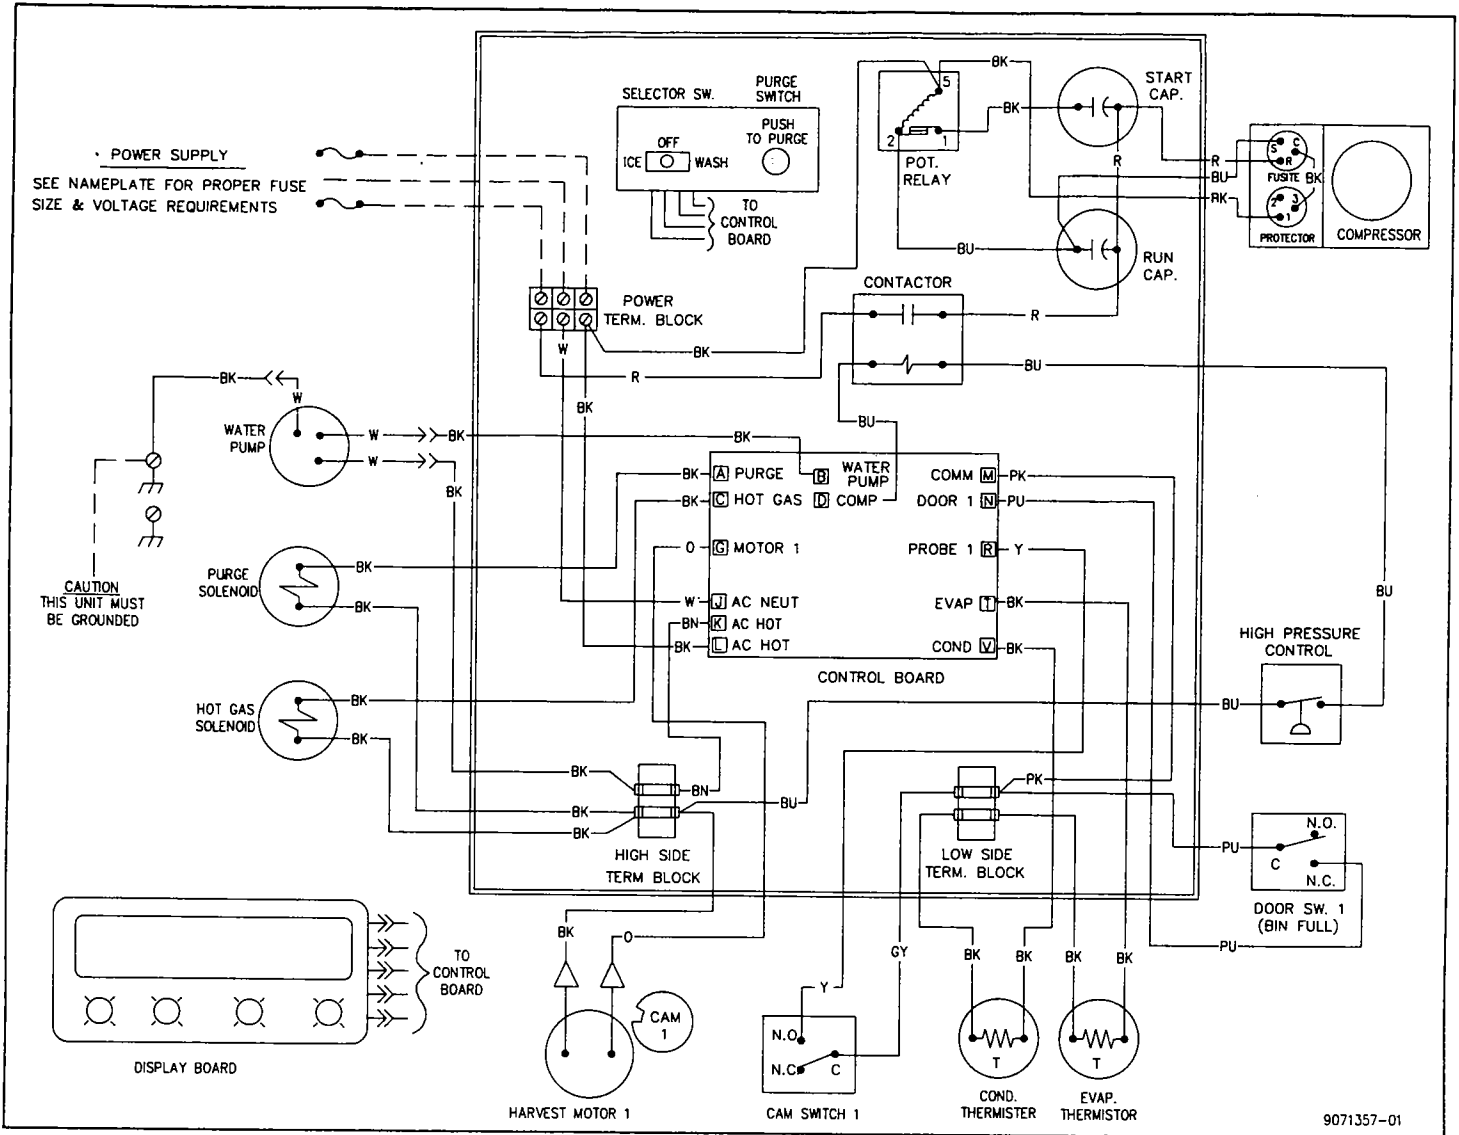 POWER SUPPLY
SEE NAMEPLATE FOR PROPER FUSE
SIZE & VOLTAGE REQUIREMENTS
SELECTOR SW.
PURGE
SWITCH
OFF
ICE
WASH
PUSH
TO PURGE
TO
CONTROL
BOARD
5
2
1
POT.
RELAY
BK
BK
START
CAP.
R
R
BU
BK
S
C
R
FUSITE
BK
2
3
1
PROTECTOR
COMPRESSOR
BU
RUN
CAP.
CONTACTOR
R
BU
BU
POWER
TERM. BLOCK
W
BK
R
BK
BK
W
WATER
PUMP
W
BK
W
BK
BK
CAUTION
THIS UNIT MUST
BE GROUNDED
PURGE
SOLENOID
BK
BK
HOT GAS
SOLENOID
BK
BK
BK
A
PURGE
B
WATER
PUMP
BK
C
HOT GAS
D
COMP
O
G
MOTOR 1
W
J
AC NEUT
BN
K
AC HOT
BK
L
AC HOT
COMM
M
PK
DOOR 1
N
PU
PROBE 1
R
Y
EVAP
T
BK
COND
V
BK
CONTROL BOARD
BU
HIGH PRESSURE
CONTROL
BU
BK
BN
BK
BU
BK
HIGH SIDE
TERM BLOCK
PK
LOW SIDE
TERM. BLOCK
PU
N.O.
C
N.C.
DOOR SW. 1
(BIN FULL)
PU
TO
CONTROL
BOARD
DISPLAY BOARD
BK
O
CAM
1
HARVEST MOTOR 1
Y
GY
N.O.
N.C.
C
CAM SWITCH 1
BK
BK
T
COND.
THERMISTER
BK
BK
T
EVAP.
THERMISTOR
9071357-01